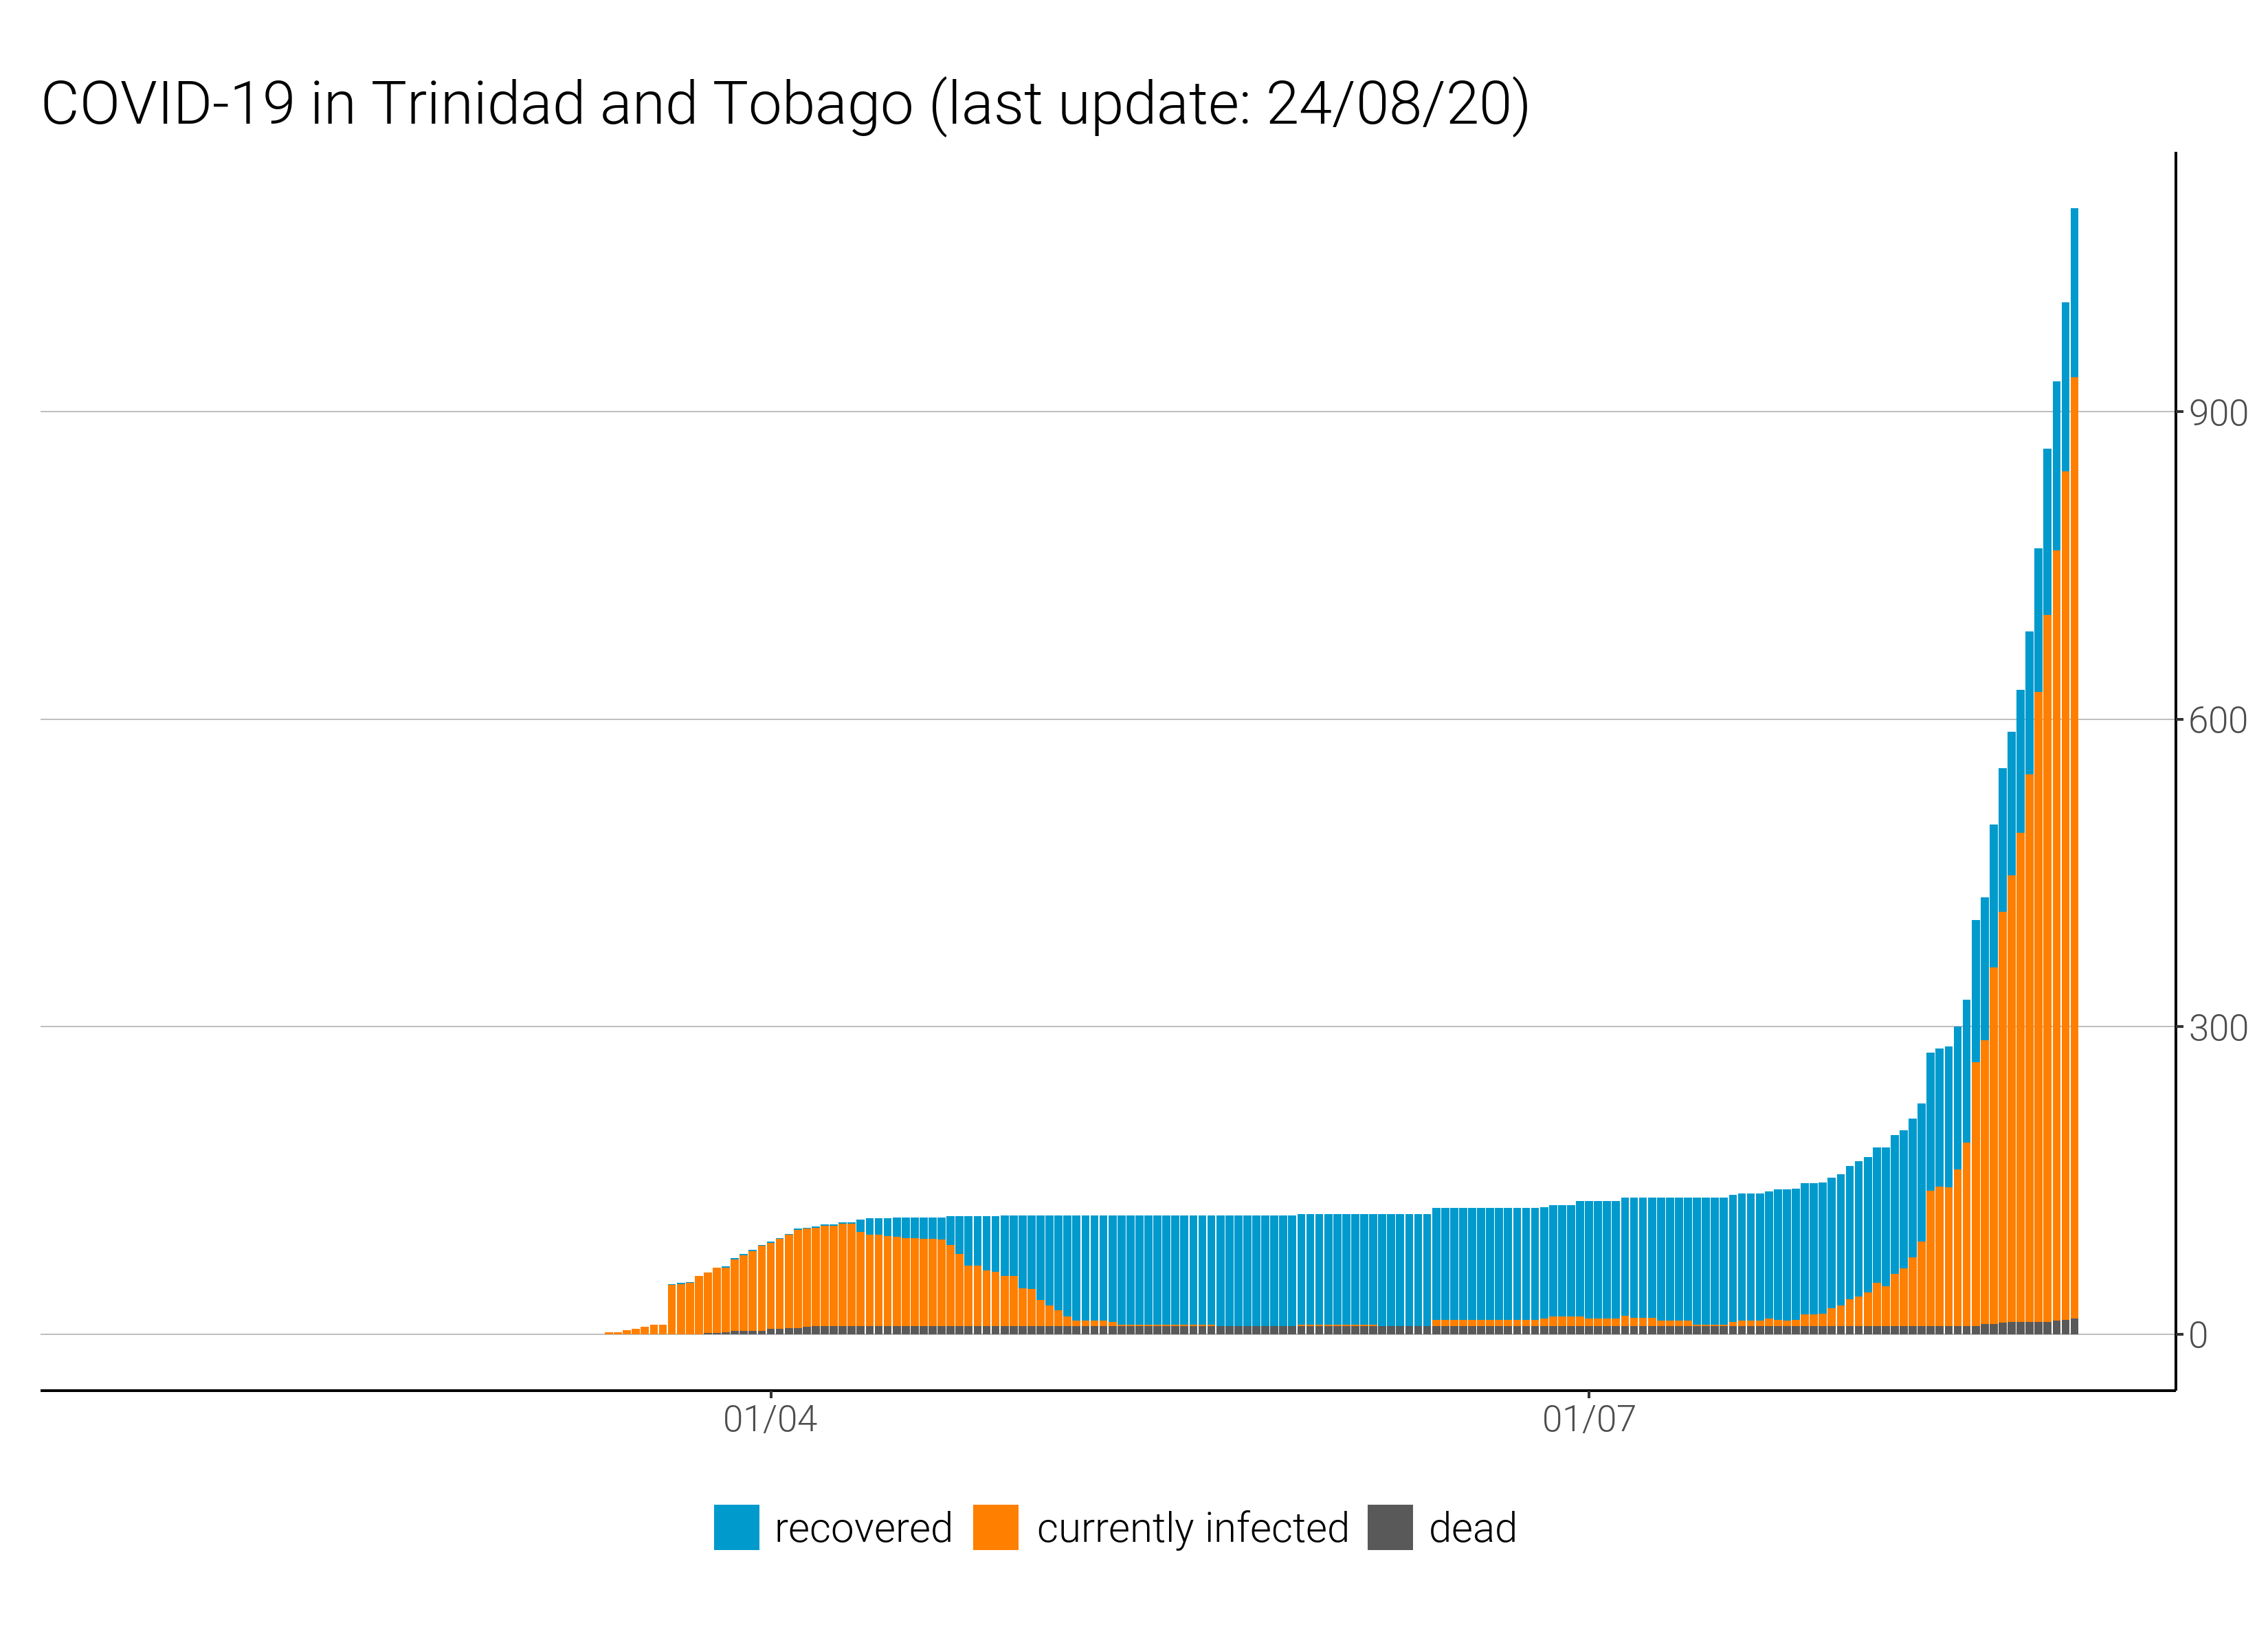 COVID-19 in Trinidad and Tobago (last update: 24/08/20)
900
600
300
0
01/04 01/07
recovered currently infected dead